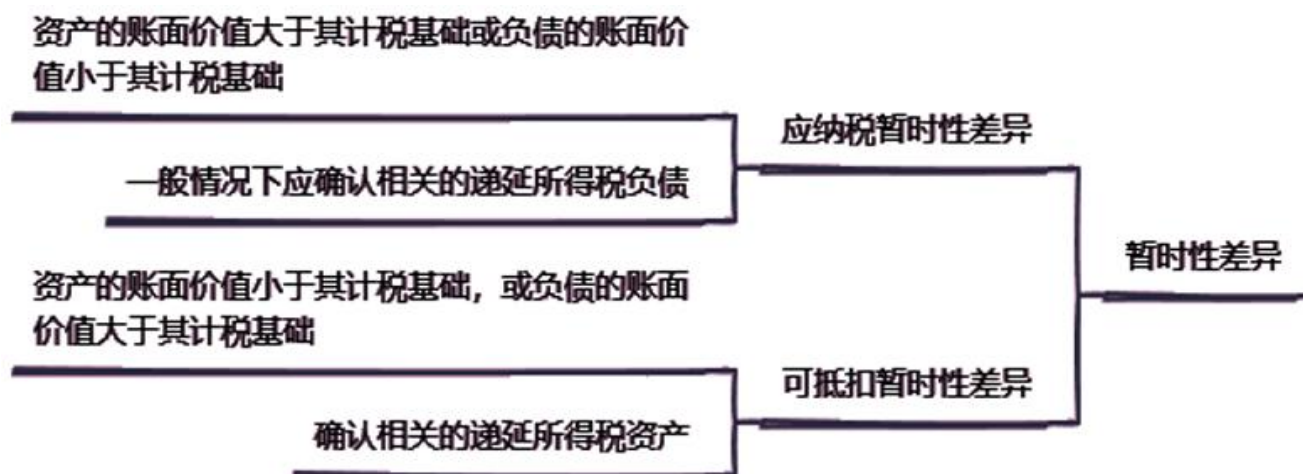 资产的账面价值大于其计税基础或负债的账面价
值小于其计税基础
应纳税暂时性差异
一般情况下应确认相关的递延所得税负债
暂时性差异
资产的账面价值小于其计税基础，或负债的账面
价值大于其计税基础
可抵扣暂时性差异
确认相关的递延所得税资产